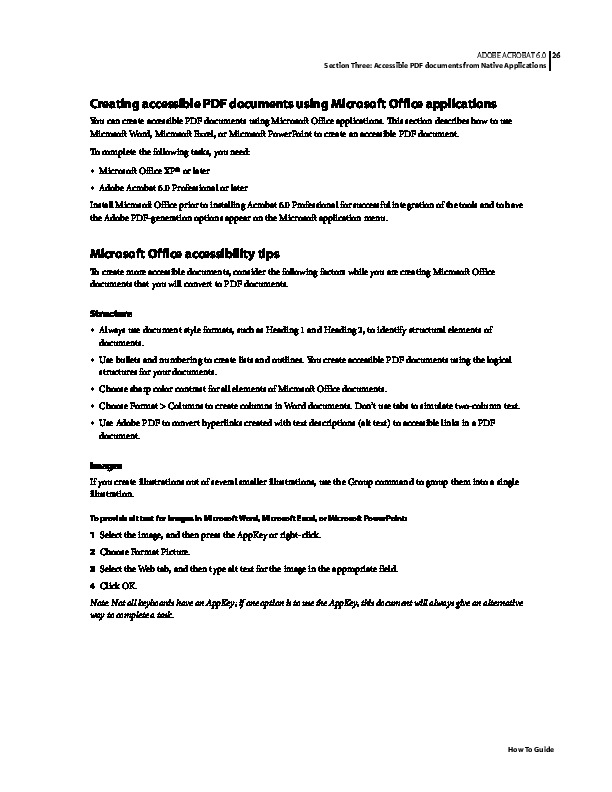 ADOBE ACROBAT 6.0 26
Section Three: Accessible PDF documents from Native Applications
Creating accessible PDF documents using Microsoft Office applications
You can create accessible PDF documents using Microsoft Office applications. This section describes how to use
Microsoft Word, Microsoft Excel, or Microsoft PowerPoint to create an accessible PDF document.
To complete the following tasks, you need:
• Microsoft Office XP® or later
• Adobe Acrobat 6.0 Professional or later
Install Microsoft Office prior to installing Acrobat 6.0 Professional for successful integration of the tools and to have
the Adobe PDF-generation options appear on the Microsoft application menu.
Microsoft Office accessibility tips
To create more accessible documents, consider the following factors while you are creating Microsoft Office
documents that you will convert to PDF documents.
Structure
• Always use document style formats, such as Heading 1 and Heading 2, to identify structural elements of
documents.
• Use bullets and numbering to create lists and outlines. You create accessible PDF documents using the logical
structures for your documents.
• Choose sharp color contrast for all elements of Microsoft Office documents.
• Choose Format > Columns to create columns in Word documents. Don't use tabs to simulate two-column text.
• Use Adobe PDF to convert hyperlinks created with text descriptions (alt text) to accessible links in a PDF
document.
Images
If you create illustrations out of several smaller illustrations, use the Group command to group them into a single
illustration.
To provide alt text for images in Microsoft Word, Microsoft Excel, or Microsoft PowerPoint:
1 Select the image, and then press the AppKey or right-click.
2 Choose Format Picture.
3 Select the Web tab, and then type alt text for the image in the appropriate field.
4 Click OK.
Note: Not all keyboards have an AppKey; if one option is to use the AppKey, this document will always give an alternative
way to complete a task.
How To Guide